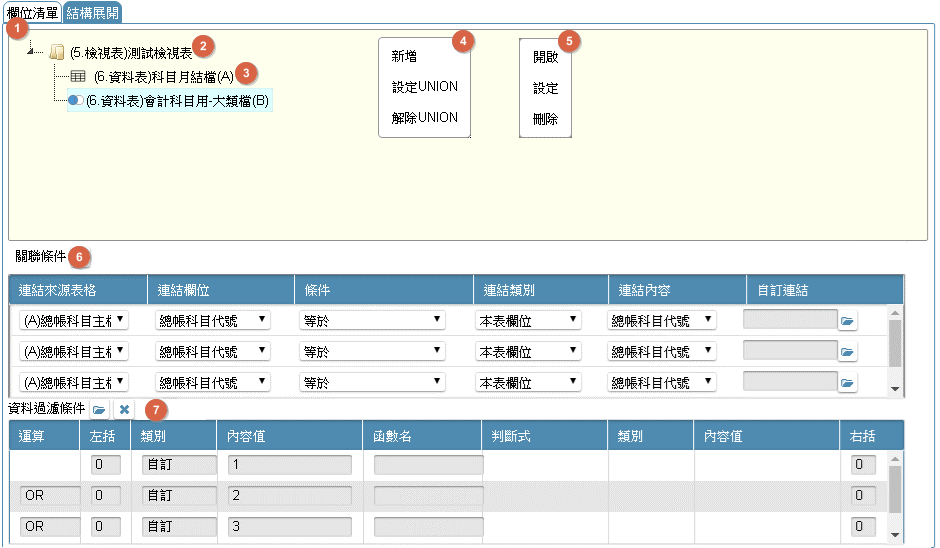 欄位清單 結構展開
1
(5.檢視表)測試檢視表 2
(6.資料表)科目月結檔(A) 3
(6.資料表)會計科目用-大類檔(B)
4
新增
設定UNION
解除UNION
5
開啟
設定
刪除
關聯條件 6
連結來源表格 連結欄位 條件 連結類別 連結內容 自訂連結
(A)總帳科目主檔 總帳科目代號 等於 本表欄位 總帳科目代號
(A)總帳科目主檔 總帳科目代號 等於 本表欄位 總帳科目代號
(A)總帳科目主檔 總帳科目代號 等於 本表欄位 總帳科目代號
資料過濾條件 7
運算 左括 類別 內容值 函數名 判斷式 類別 內容值 右括
0 自訂 1 0
OR 0 自訂 2 0
OR 0 自訂 3 0